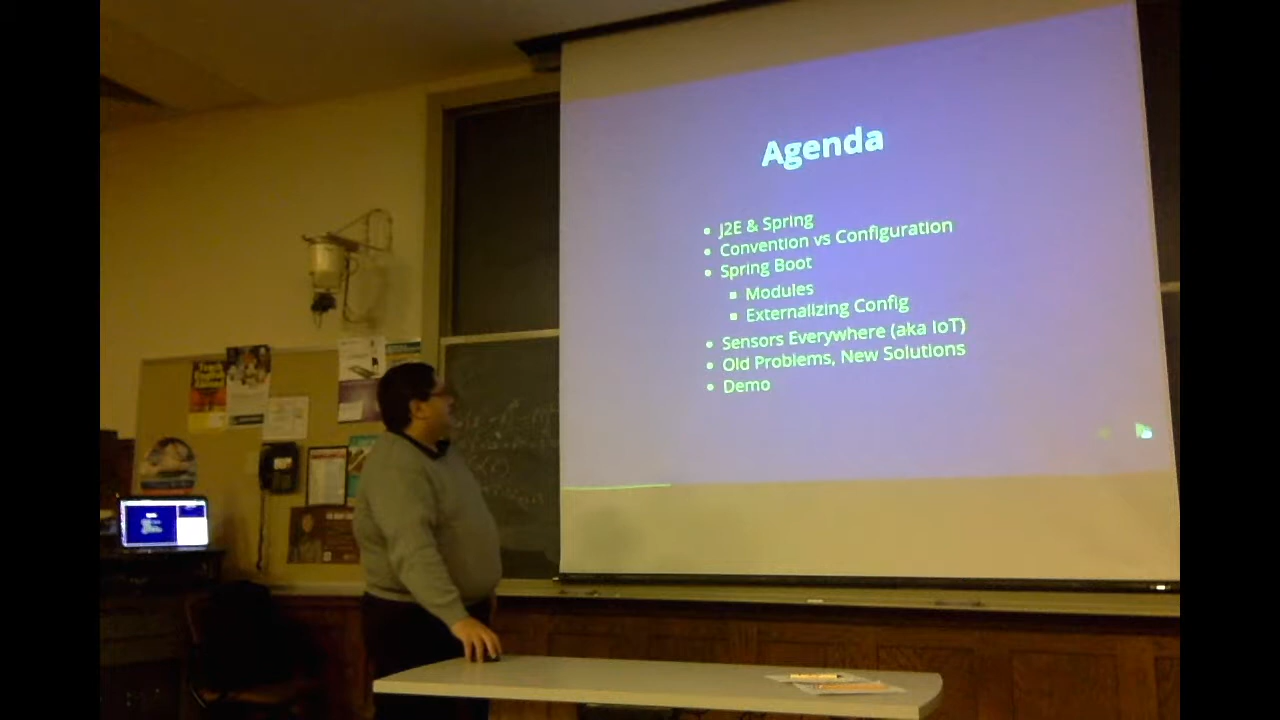 Agenda
J2E & Spring
Convention vs Configuration
Spring Boot
Modules
Externalizing Config
Sensors Everywhere (aka IoT)
Old Problems, New Solutions
Demo